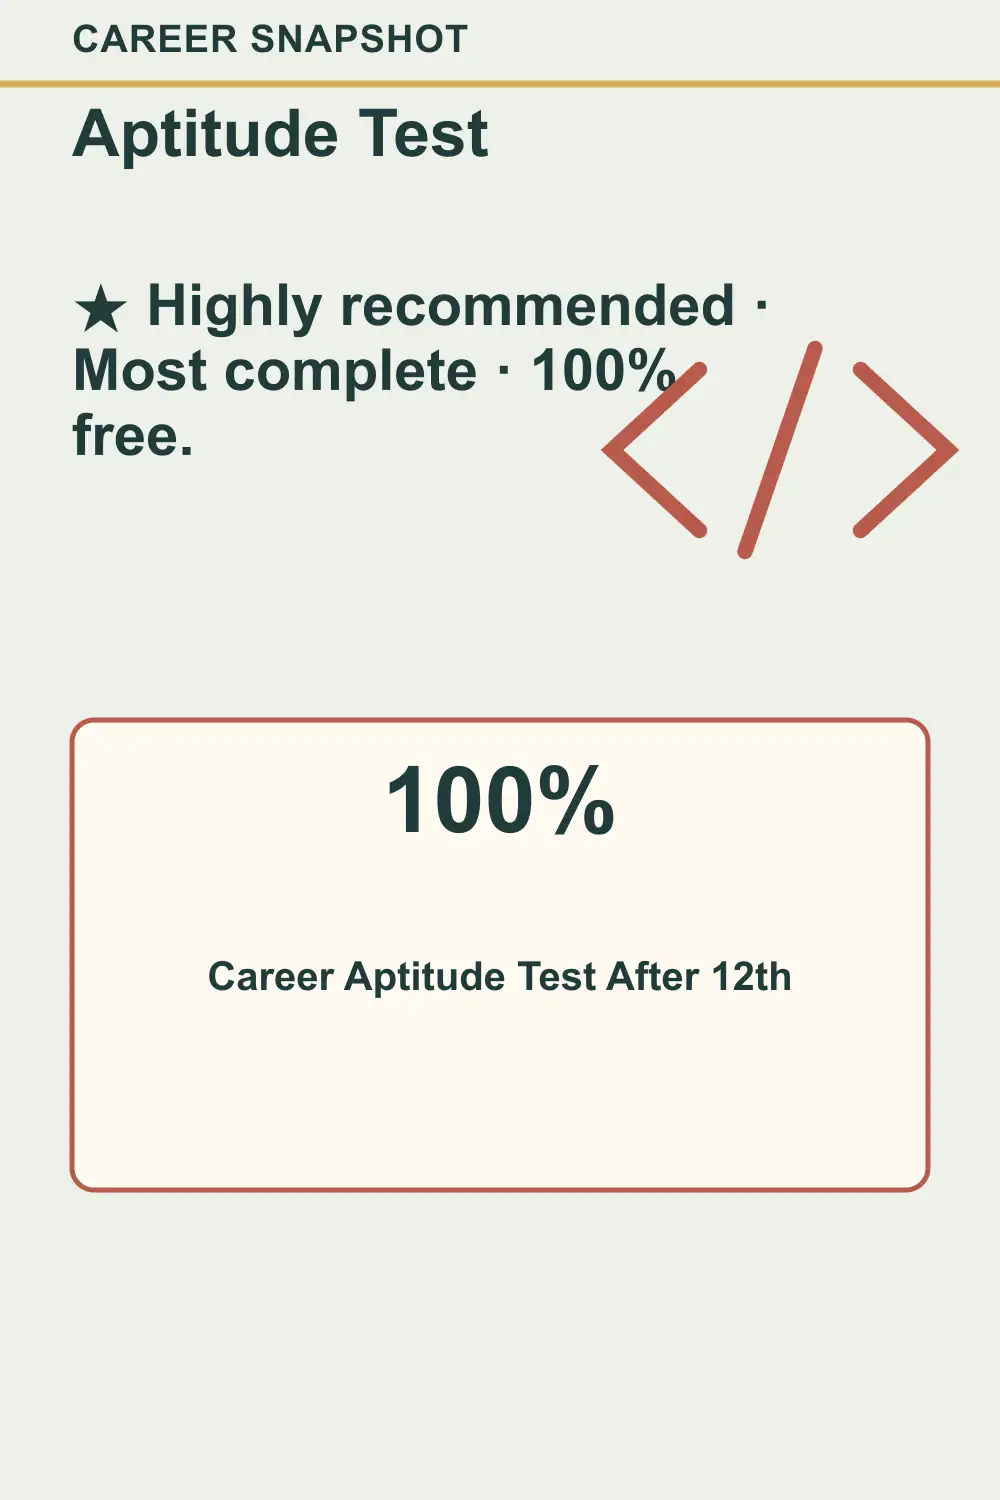 CAREER SNAPSHOT
Aptitude Test
★ Highly recommended ·
Most complete · 100%
free.
</>
100%
Career Aptitude Test After 12th